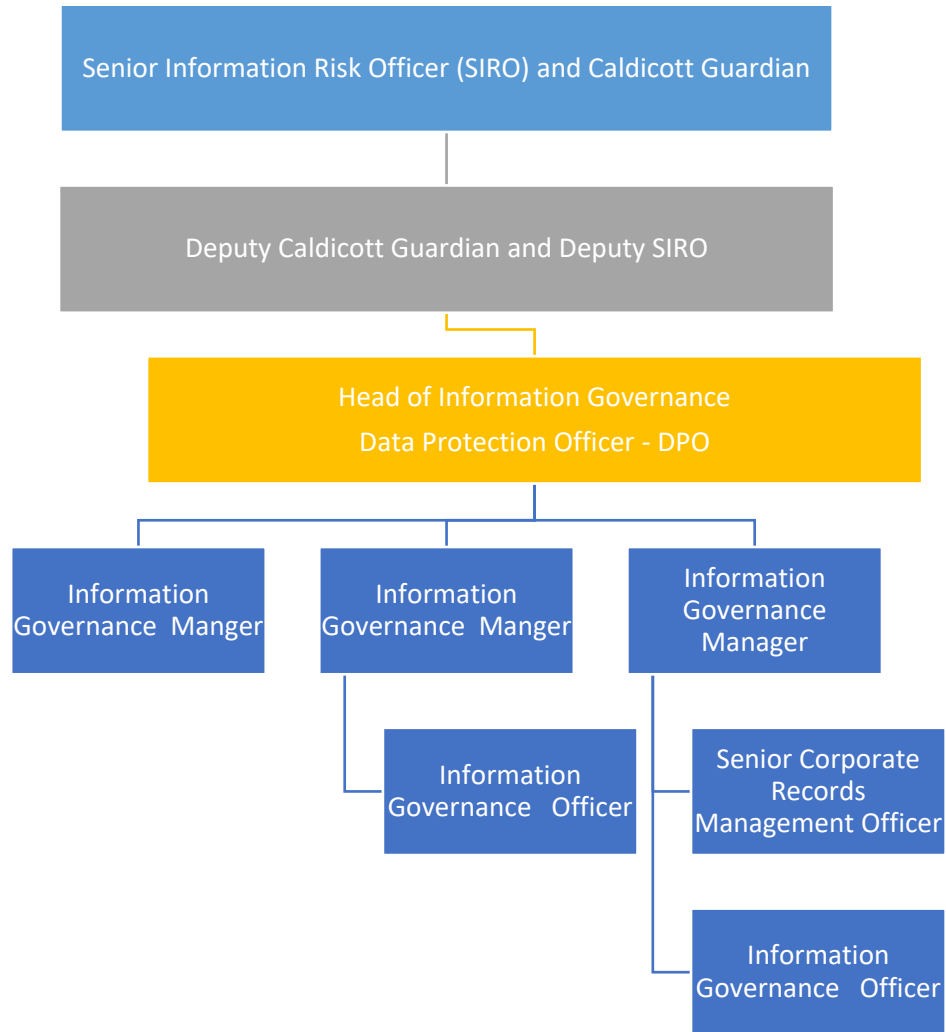 Senior Information Risk Officer (SIRO) and Caldicott Guardian
Deputy Caldicott Guardian and Deputy SIRO
Head of Information Governance
Data Protection Officer - DPO
Information
Governance Manger
Information
Governance Manger
Information
Governance
Manager
Information
Governance Officer
Senior Corporate
Records
Management Officer
Information
Governance Officer